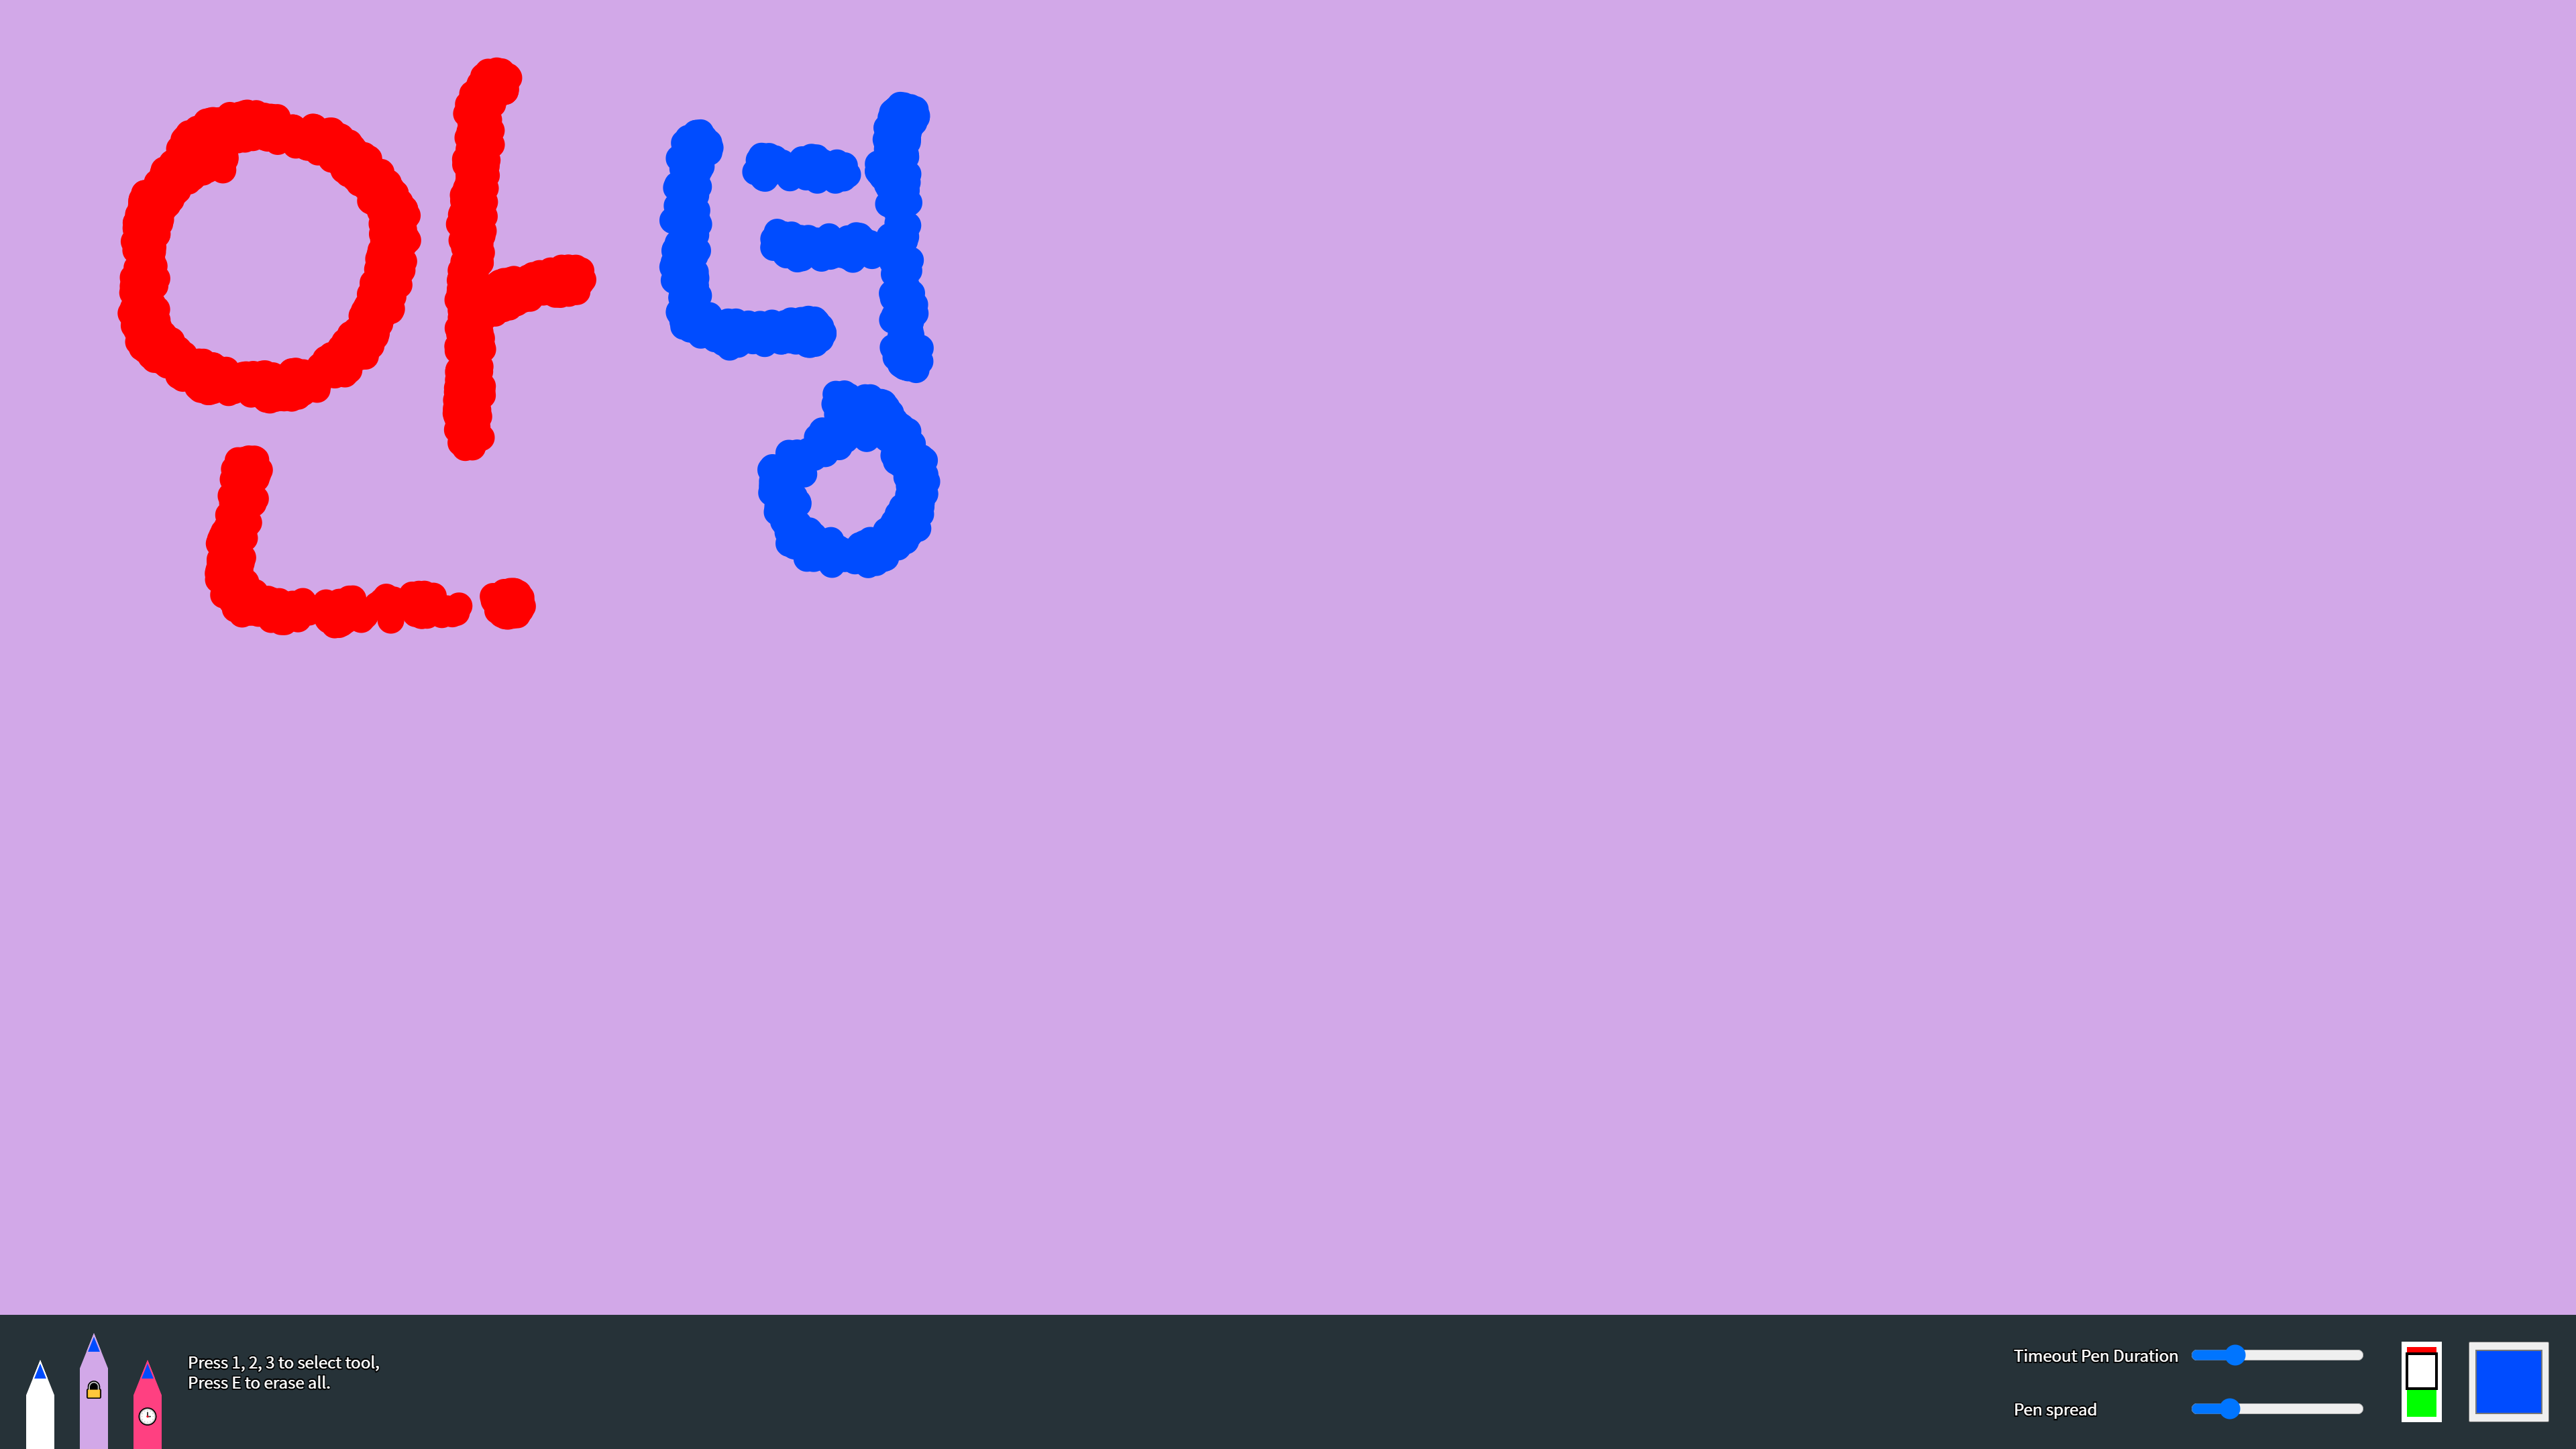 안녕
Press 1, 2, 3 to select tool,
Press E to erase all.
Timeout Pen Duration
Pen spread